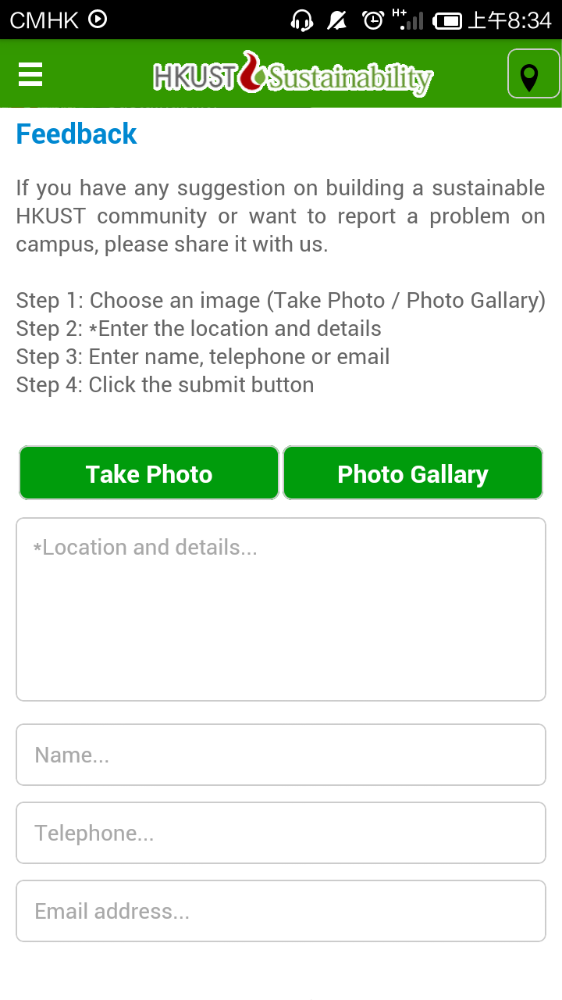 CMHK H+ 上午8:34
HKUST Sustainability
Feedback
If you have any suggestion on building a sustainable
HKUST community or want to report a problem on
campus, please share it with us.
Step 1: Choose an image (Take Photo / Photo Gallary)
Step 2: *Enter the location and details
Step 3: Enter name, telephone or email
Step 4: Click the submit button
Take Photo Photo Gallary
*Location and details...
Name...
Telephone...
Email address...